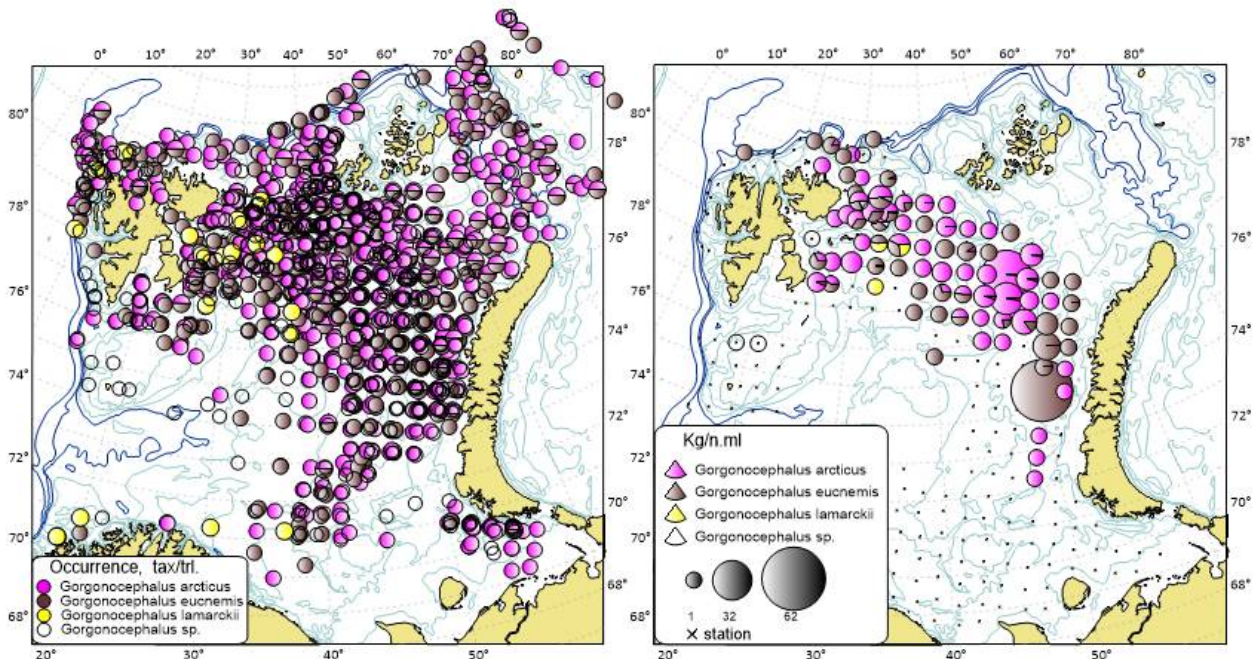 0° 10° 20° 30° 40° 50° 60° 70° 80°
80°
78°
78°
76°
76°
74°
74°
72°
72°
70°
70°
68°
68°
20° 30° 40° 50°
Occurrence, tax/trl.
Gorgonocephalus arcticus
Gorgonocephalus eucnemis
Gorgonocephalus lamarckii
Gorgonocephalus sp.
0° 10° 20° 30° 40° 50° 60° 70° 80°
80°
78°
78°
76°
76°
74°
74°
72°
72°
70°
70°
68°
68°
20° 30° 40° 50°
Kg/n.ml
Gorgonocephalus arcticus
Gorgonocephalus eucnemis
Gorgonocephalus lamarckii
Gorgonocephalus sp.
1 32 62
× station